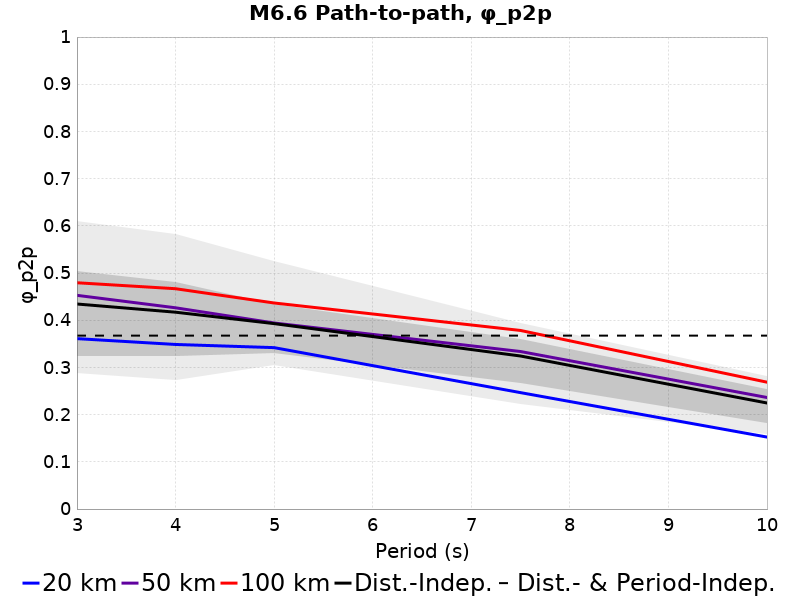 M6.6 Path-to-path, φ_p2p
1
0.9
0.8
0.7
0.6
0.5
0.4
0.3
0.2
0.1
0
φ_p2p
3 4 5 6 7 8 9 10
Period (s)
20 km 50 km 100 km Dist.-Indep. Dist.- & Period-Indep.